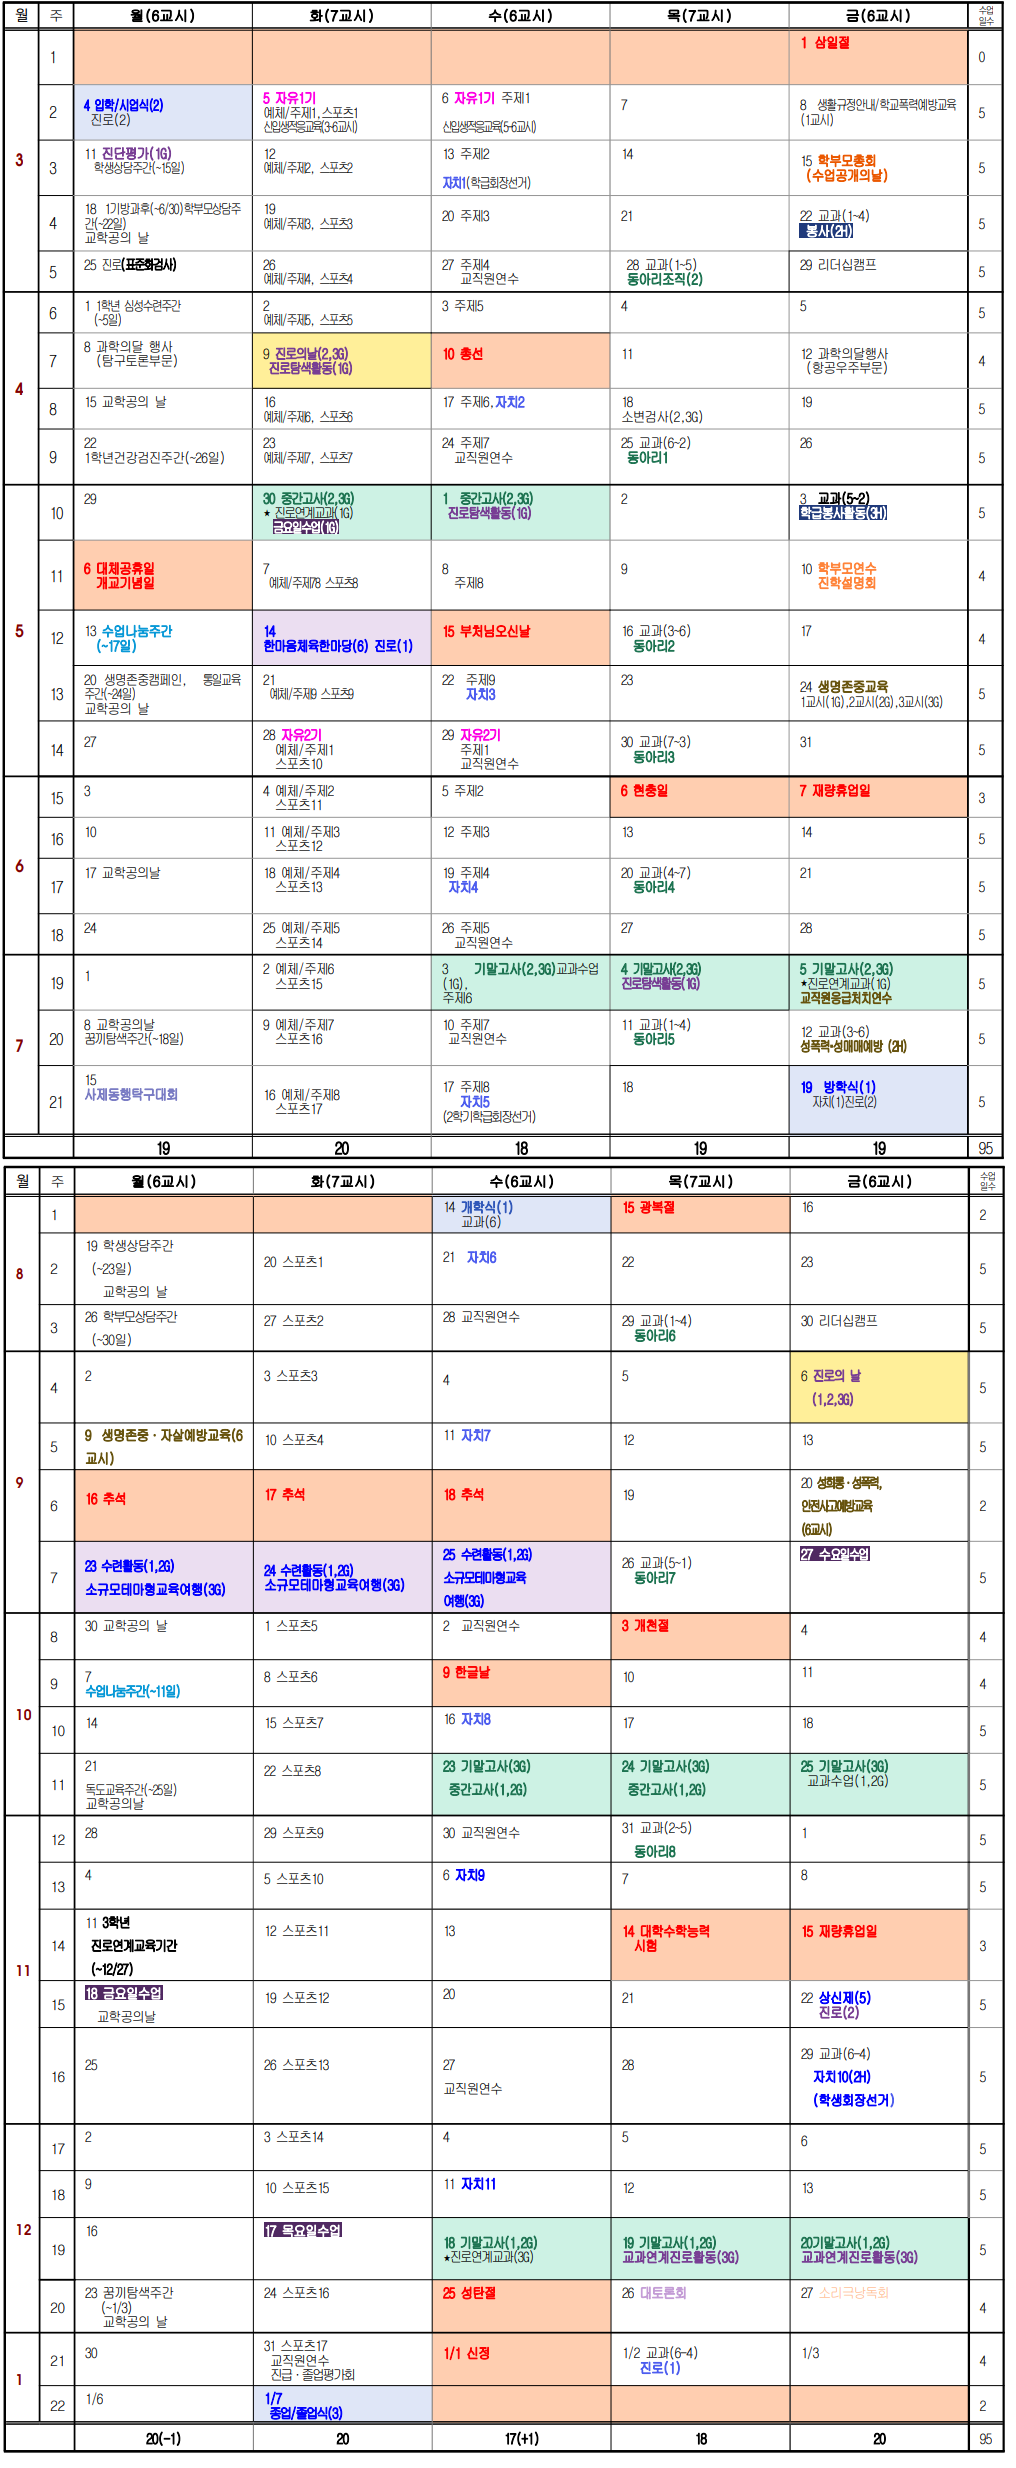 월 주 월(6교시) 화(7교시) 수(6교시) 목(7교시) 금(6교시) 수업일수
3
1 1 삼일절 0
2 4 입학/시업식(2)
진로(2)
5 자유1기
예체/주제1, 스포츠1
신입생적응교육(3-6교시)
6 자유1기 주제1
신입생적응교육(5-6교시)
7
8 생활규정안내/학교폭력예방교육
(1교시)
5
3 11 진단평가(1G)
학생상담주간(~15일)
12
예체/주제2, 스포츠2
13 주제2
자치1(학급회장선거)
14
15 학부모총회
(수업공개의날)
5
4 18 1기방과후(~6/30)학부모상담주
간(~22일)
교학공의 날
19
예체/주제3, 스포츠3
20 주제3
21
22 교과(1~4)
봉사(2H)
5
5 25 진로(표준화검사)
26
예체/주제4, 스포츠4
27 주제4
교직원연수
28 교과(1~5)
동아리조직(2)
29 리더십캠프
5
4
6 1 1학년 심성수련주간
(~5일)
2
예체/주제5, 스포츠5
3 주제5
4
5
5
7 8 과학의달 행사
(탐구토론부문)
9 진로의날(2,3G)
진로탐색활동(1G)
10 총선
11
12 과학의달행사
(항공우주부문)
4
8 15 교학공의 날
16
예체/주제6, 스포츠6
17 주제6, 자치2
18
소변검사(2,3G)
19
5
9 22
1학년건강검진주간(~26일)
23
예체/주제7, 스포츠7
24 주제7
교직원연수
25 교과(6~2)
동아리1
26
5
5
10 29
30 중간고사(2,3G)
★ 진로연계교과(1G)
금요일수업(1G)
1 중간고사(2,3G)
진로탐색활동(1G)
2
3 교과(5~2)
학급봉사활동(3H)
5
11 6 대체공휴일
개교기념일
7
예체/주제78 스포츠8
8
주제8
9
10 학부모연수
진학설명회
4
12 13 수업나눔주간
(~17일)
14
한마음체육한마당(6) 진로(1)
15 부처님오신날
16 교과(3~6)
동아리2
17
4
13 20 생명존중캠페인, 통일교육
주간(~24일)
교학공의 날
21
예체/주제9 스포츠9
22 주제9
자치3
23
24 생명존중교육
1교시(1G),2교시(2G),3교시(3G)
5
14 27
28 자유2기
예체/주제1
스포츠10
29 자유2기
주제1
교직원연수
30 교과(7~3)
동아리3
31
5
6
15 3
4 예체/주제2
스포츠11
5 주제2
6 현충일
7 재량휴업일
3
16 10
11 예체/주제3
스포츠12
12 주제3
13
14
5
17 17 교학공의날
18 예체/주제4
스포츠13
19 주제4
자치4
20 교과(4~7)
동아리4
21
5
18 24
25 예체/주제5
스포츠14
26 주제5
교직원연수
27
28
5
7
19 1
2 예체/주제6
스포츠15
3 기말고사(2,3G)교과수업
(1G),
주제6
4 기말고사(2,3G)
진로탐색활동(1G)
5 기말고사(2,3G)
★진로연계교과(1G)
교직원응급처치연수
5
20 8 교학공의날
꿈끼탐색주간(~18일)
9 예체/주제7
스포츠16
10 주제7
교직원연수
11 교과(1~4)
동아리5
12 교과(3~6)
성폭력•성매매예방 (2H)
5
21 15
사제동행탁구대회
16 예체/주제8
스포츠17
17 주제8
자치5
(2학기학급회장선거)
18
19 방학식(1)
자치(1)진로(2)
5
19 20 18 19 19 95
월 주 월(6교시) 화(7교시) 수(6교시) 목(7교시) 금(6교시) 수업일수
8
1 14 개학식(1)
교과(6)
15 광복절
16
2
2 19 학생상담주간
(~23일)
교학공의 날
20 스포츠1
21 자치6
22
23
5
3 26 학부모상담주간
(~30일)
27 스포츠2
28 교직원연수
29 교과(1~4)
동아리6
30 리더십캠프
5
9
4 2
3 스포츠3
4
5
6 진로의 날
(1,2,3G)
5
5 9 생명존중·자살예방교육(6
교시)
10 스포츠4
11 자치7
12
13
5
6 16 추석
17 추석
18 추석
19
20 성희롱·성폭력,
안전사고예방교육
(6교시)
2
7 23 수련활동(1,2G)
소규모테마형교육여행(3G)
24 수련활동(1,2G)
소규모테마형교육여행(3G)
25 수련활동(1,2G)
소규모테마형교육
여행(3G)
26 교과(5~1)
동아리7
27 수요일수업
5
10
8 30 교학공의 날
1 스포츠5
2 교직원연수
3 개천절
4
4
9 7
수업나눔주간(~11일)
8 스포츠6
9 한글날
10
11
4
10 14
15 스포츠7
16 자치8
17
18
5
11 21
독도교육주간(~25일)
교학공의날
22 스포츠8
23 기말고사(3G)
중간고사(1,2G)
24 기말고사(3G)
중간고사(1,2G)
25 기말고사(3G)
교과수업(1,2G)
5
11
12 28
29 스포츠9
30 교직원연수
31 교과(2~5)
동아리8
1
5
13 4
5 스포츠10
6 자치9
7
8
5
14 11 3학년
진로연계교육기간
(~12/27)
12 스포츠11
13
14 대학수학능력
시험
15 재량휴업일
3
15 18 금요일수업
교학공의날
19 스포츠12
20
21
22 상신제(5)
진로(2)
5
16 25
26 스포츠13
27
교직원연수
28
29 교과(6-4)
자치10(2H)
(학생회장선거)
5
12
17 2
3 스포츠14
4
5
6
5
18 9
10 스포츠15
11 자치11
12
13
5
19 16
17 목요일수업
18 기말고사(1,2G)
★진로연계교과(3G)
19 기말고사(1,2G)
교과연계진로활동(3G)
20기말고사(1,2G)
교과연계진로활동(3G)
5
20 23 꿈끼탐색주간
(~1/3)
교학공의 날
24 스포츠16
25 성탄절
26 대토론회
27 소리극낭독회
4
1
21 30
31 스포츠17
교직원연수
진급·졸업평가회
1/1 신정
1/2 교과(6-4)
진로(1)
1/3
4
22 1/6
1/7
종업/졸업식(3)
2
20(-1) 20 17(+1) 18 20 95